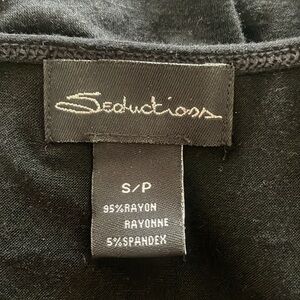 Seductions
S/P
95%RAYON
RAYONNE
5%SPANDEX